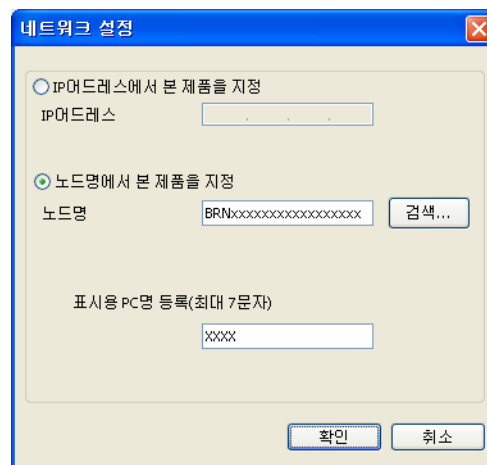 네트워크 설정
IP어드레스에서 본 제품을 지정
IP어드레스 . . .
노드명에서 본 제품을 지정
노드명 BRNxxxxxxxxxxxxxxxxx 검색...
표시용 PC명 등록(최대 7문자)
XXXX
확인 취소